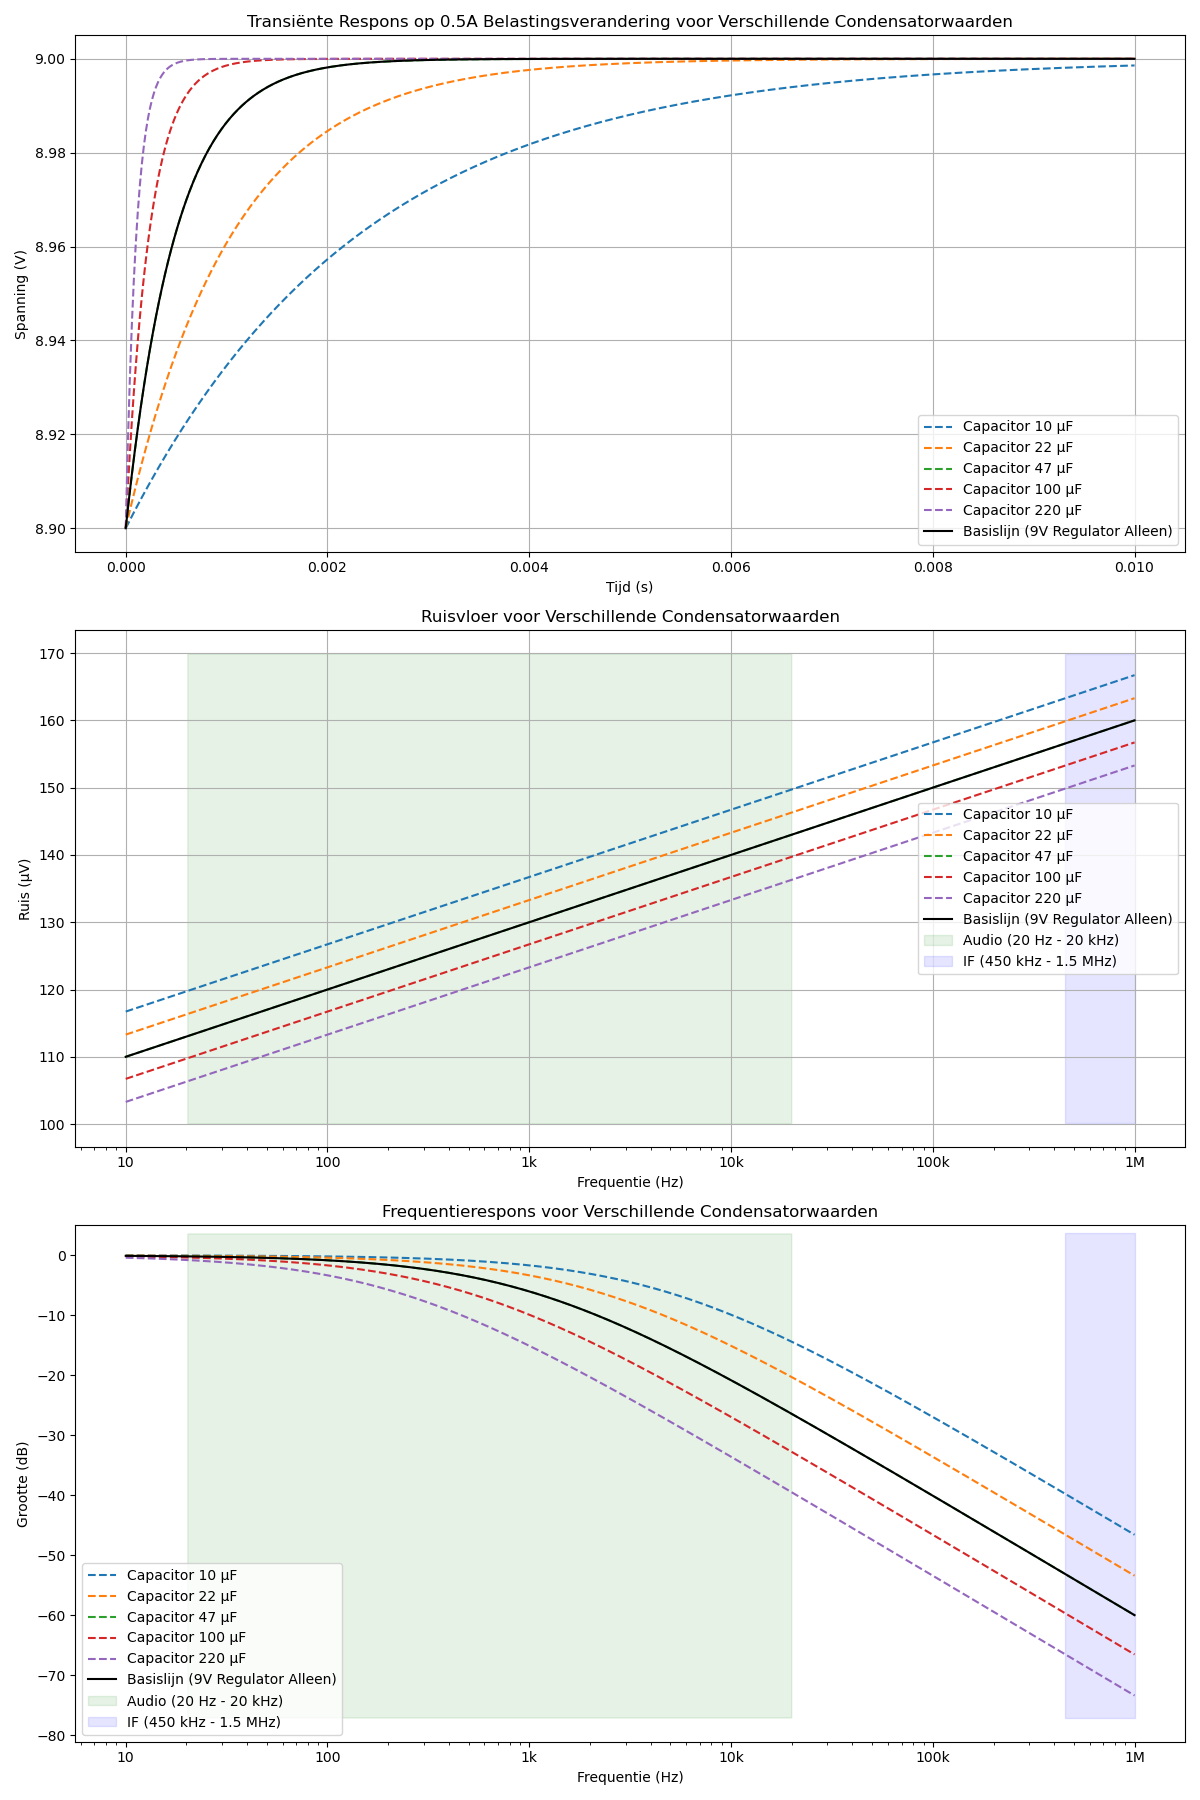 Transiënte Respons op 0.5A Belastingsverandering voor Verschillende Condensatorwaarden
9.00
8.98
8.96
8.94
8.92
8.90
Spanning (V)
Capacitor 10 µF
Capacitor 22 µF
Capacitor 47 µF
Capacitor 100 µF
Capacitor 220 µF
Basislijn (9V Regulator Alleen)
0.000 0.002 0.004 0.006 0.008 0.010
Tijd (s)
Ruisvloer voor Verschillende Condensatorwaarden
170
160
150
140
130
120
110
100
Ruis (µV)
Capacitor 10 µF
Capacitor 22 µF
Capacitor 47 µF
Capacitor 100 µF
Capacitor 220 µF
Basislijn (9V Regulator Alleen)
Audio (20 Hz - 20 kHz)
IF (450 kHz - 1.5 MHz)
10 100 1k 10k 100k 1M
Frequentie (Hz)
Frequentierespons voor Verschillende Condensatorwaarden
0
−10
−20
−30
−40
−50
−60
−70
−80
Grootte (dB)
Capacitor 10 µF
Capacitor 22 µF
Capacitor 47 µF
Capacitor 100 µF
Capacitor 220 µF
Basislijn (9V Regulator Alleen)
Audio (20 Hz - 20 kHz)
IF (450 kHz - 1.5 MHz)
10 100 1k 10k 100k 1M
Frequentie (Hz)